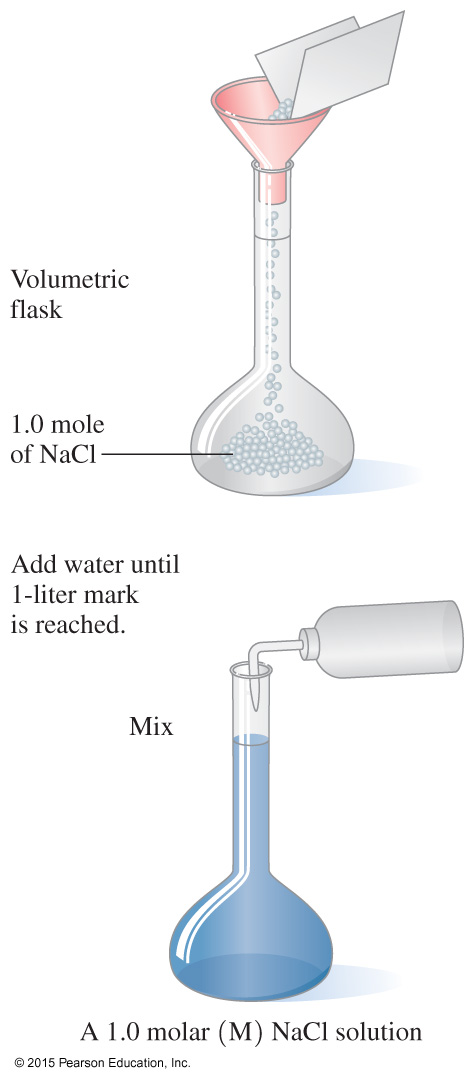 Volumetric
flask
1.0 mole
of NaCl
Add water until
1-liter mark
is reached.
Mix
A 1.0 molar (M) NaCl solution
© 2015 Pearson Education, Inc.